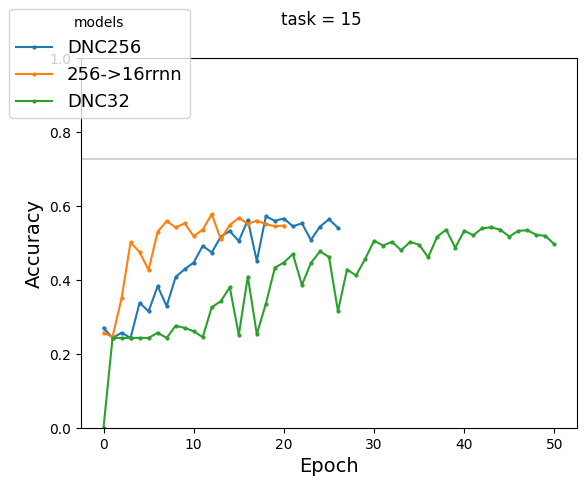 task = 15
models
DNC256
256->16rrnn
DNC32
1.0
0.8
0.6
0.4
0.2
0.0
Accuracy
0 10 20 30 40 50
Epoch